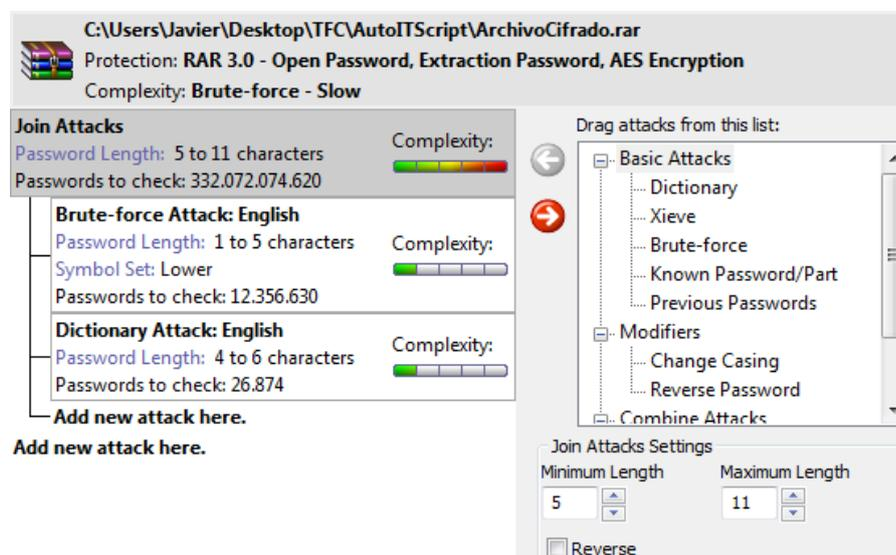 C:\Users\Javier\Desktop\TFC\AutoITScript\ArchivoCifrado.rar
Protection: RAR 3.0 - Open Password, Extraction Password, AES Encryption
Complexity: Brute-force - Slow
Join Attacks
Password Length: 5 to 11 characters
Passwords to check: 332.072.074.620
Complexity:
Brute-force Attack: English
Password Length: 1 to 5 characters
Symbol Set: Lower
Passwords to check: 12.356.630
Complexity:
Dictionary Attack: English
Password Length: 4 to 6 characters
Passwords to check: 26.874
Complexity:
Add new attack here.
Add new attack here.
Drag attacks from this list:
Basic Attacks
Dictionary
Xieve
Brute-force
Known Password/Part
Previous Passwords
Modifiers
Change Casing
Reverse Password
Combine Attacks
Join Attacks Settings
Minimum Length
Maximum Length
5
11
Reverse